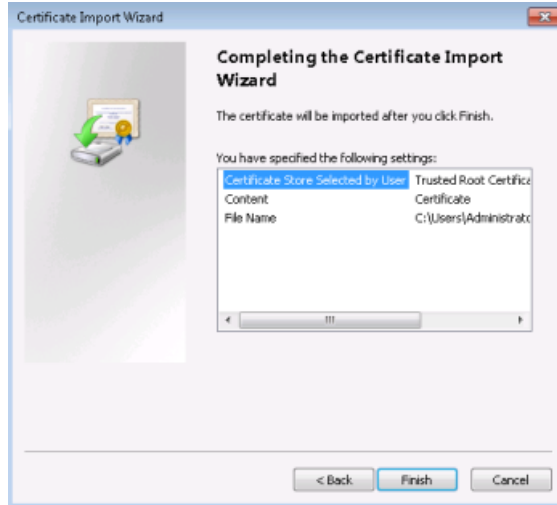 Certificate Import Wizard
Completing the Certificate Import
Wizard
The certificate will be imported after you click Finish.
You have specified the following settings:
Certificate Store Selected by User Trusted Root Certifica
Content Certificate
File Name C:\Users\Administrato
< Back Finish Cancel